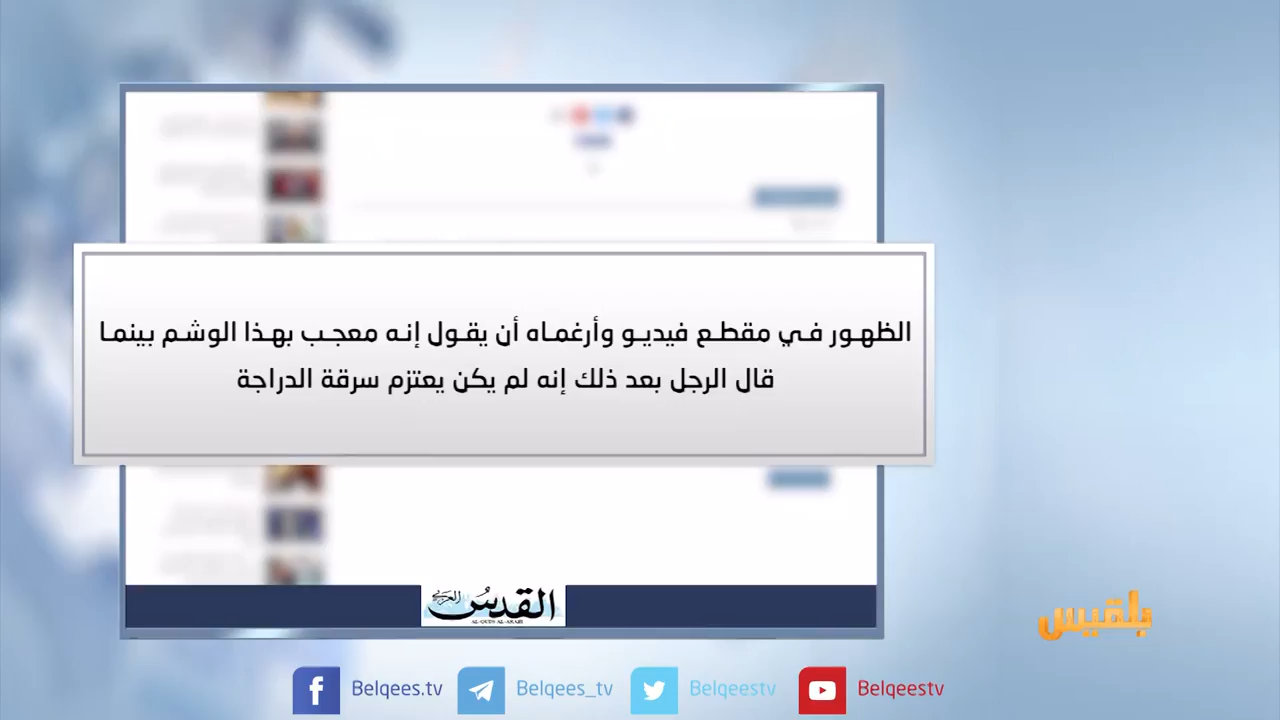 الظهور في مقطع فيديو وأرغماه أن يقول إنه معجب بهذا الوشم بينما
قال الرجل بعد ذلك إنه لم يكن يعتزم سرقة الدراجة
القدس العربي
AL-QUDS AL-ARABI
بلقيس
Belqees.tv
Belqees_tv
Belqeestv
Belqeestv